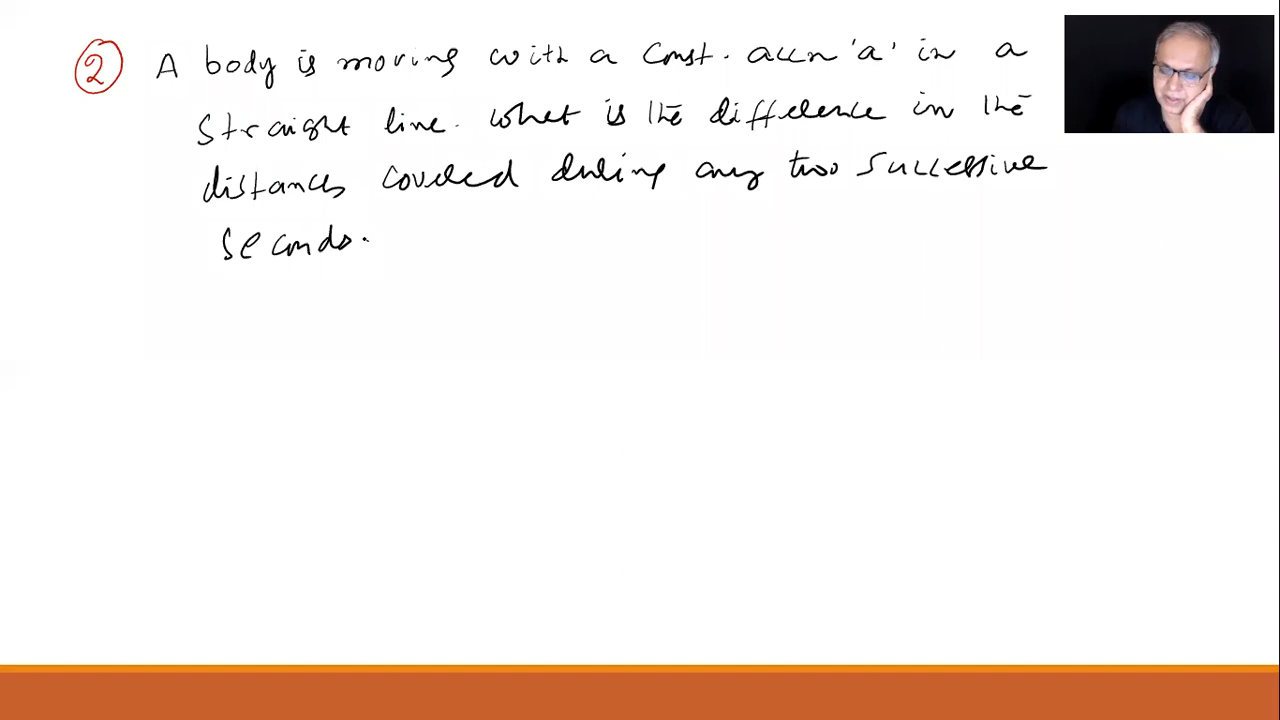 2 A body is moving with a const. accn 'a' in a
straight line. What is the difference in the
distances covered during any two successive
seconds.